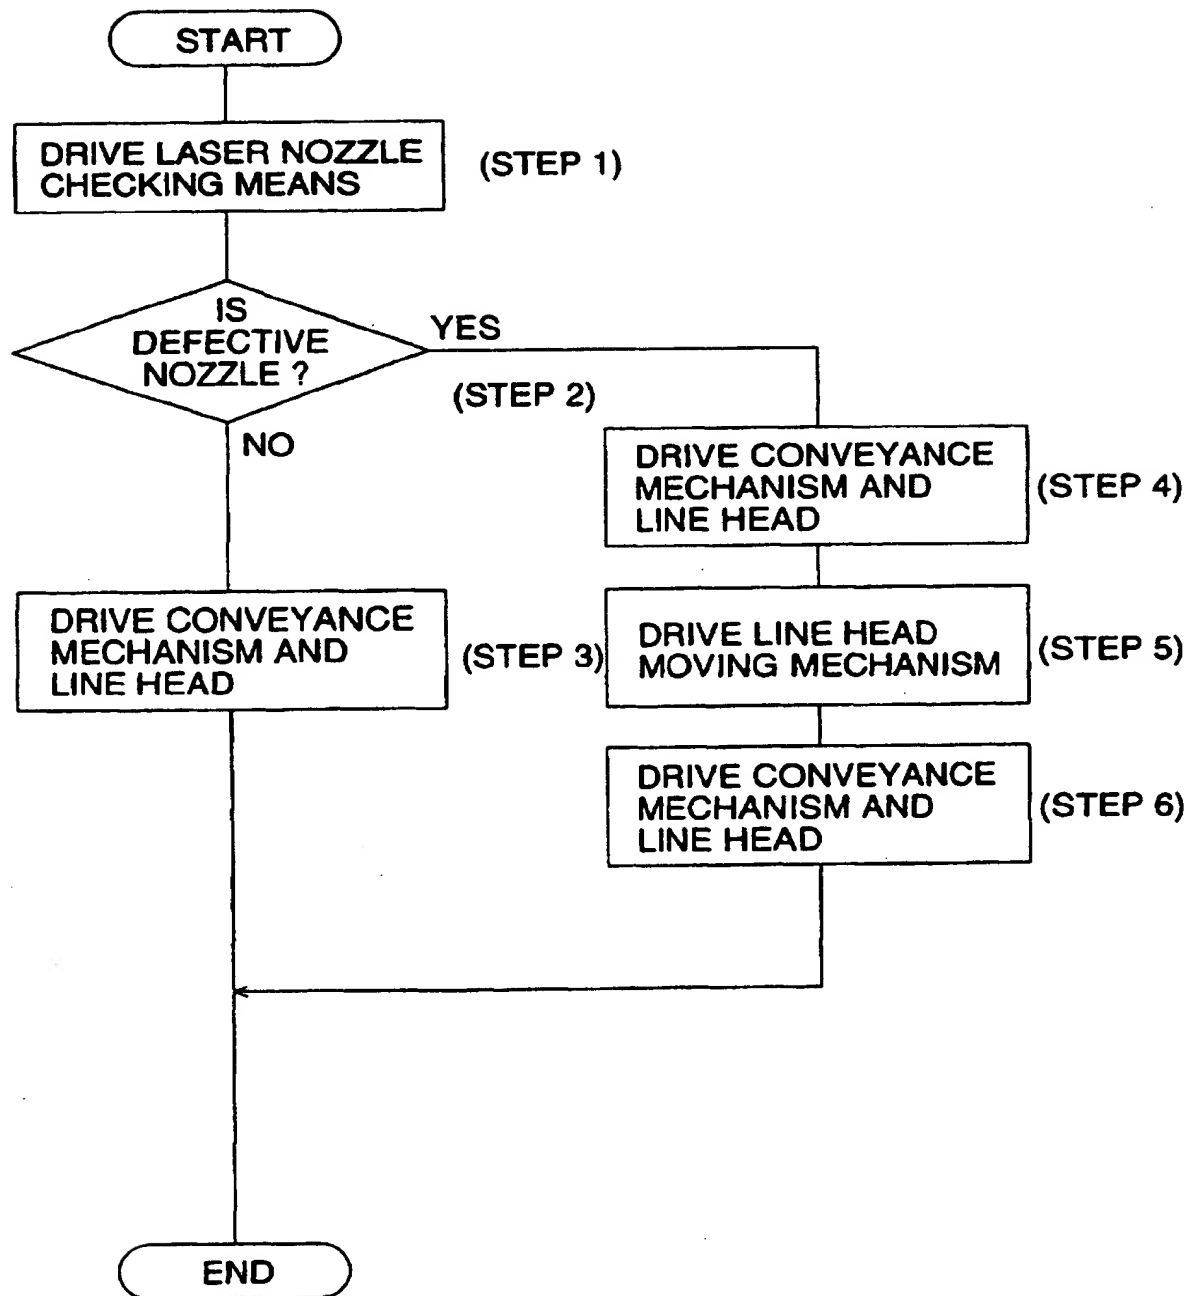 START
DRIVE LASER NOZZLE
CHECKING MEANS
(STEP 1)
IS
DEFECTIVE
NOZZLE ?
YES
(STEP 2)
NO
DRIVE CONVEYANCE
MECHANISM AND
LINE HEAD
(STEP 3)
DRIVE CONVEYANCE
MECHANISM AND
LINE HEAD
(STEP 4)
DRIVE LINE HEAD
MOVING MECHANISM
(STEP 5)
DRIVE CONVEYANCE
MECHANISM AND
LINE HEAD
(STEP 6)
END